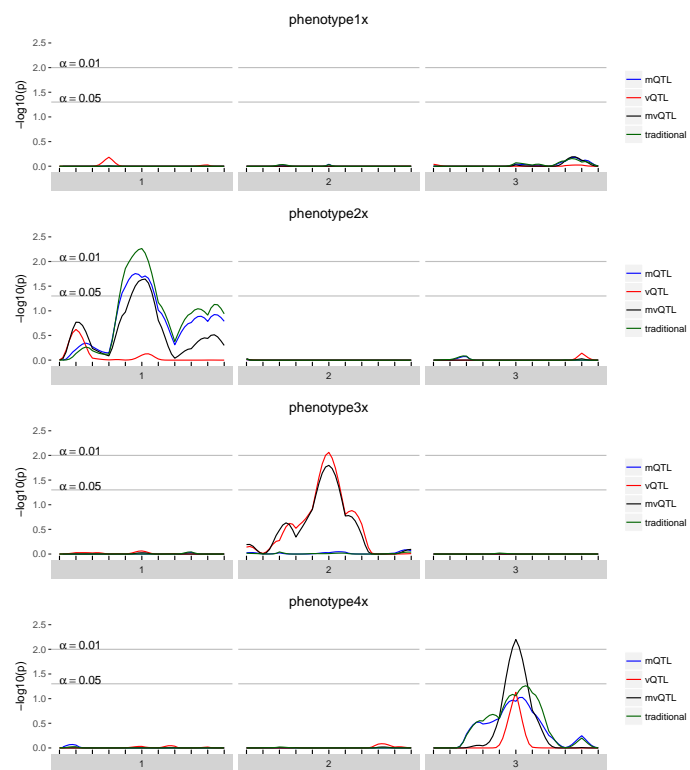 phenotype1x
2.5
2.0
1.5
1.0
0.5
0.0
−log10(p)
α = 0.01
α = 0.05
1
2
3
mQTL
vQTL
mvQTL
traditional
phenotype2x
2.5
2.0
1.5
1.0
0.5
0.0
−log10(p)
α = 0.01
α = 0.05
1
2
3
mQTL
vQTL
mvQTL
traditional
phenotype3x
2.5
2.0
1.5
1.0
0.5
0.0
−log10(p)
α = 0.01
α = 0.05
1
2
3
mQTL
vQTL
mvQTL
traditional
phenotype4x
2.5
2.0
1.5
1.0
0.5
0.0
−log10(p)
α = 0.01
α = 0.05
1
2
3
mQTL
vQTL
mvQTL
traditional